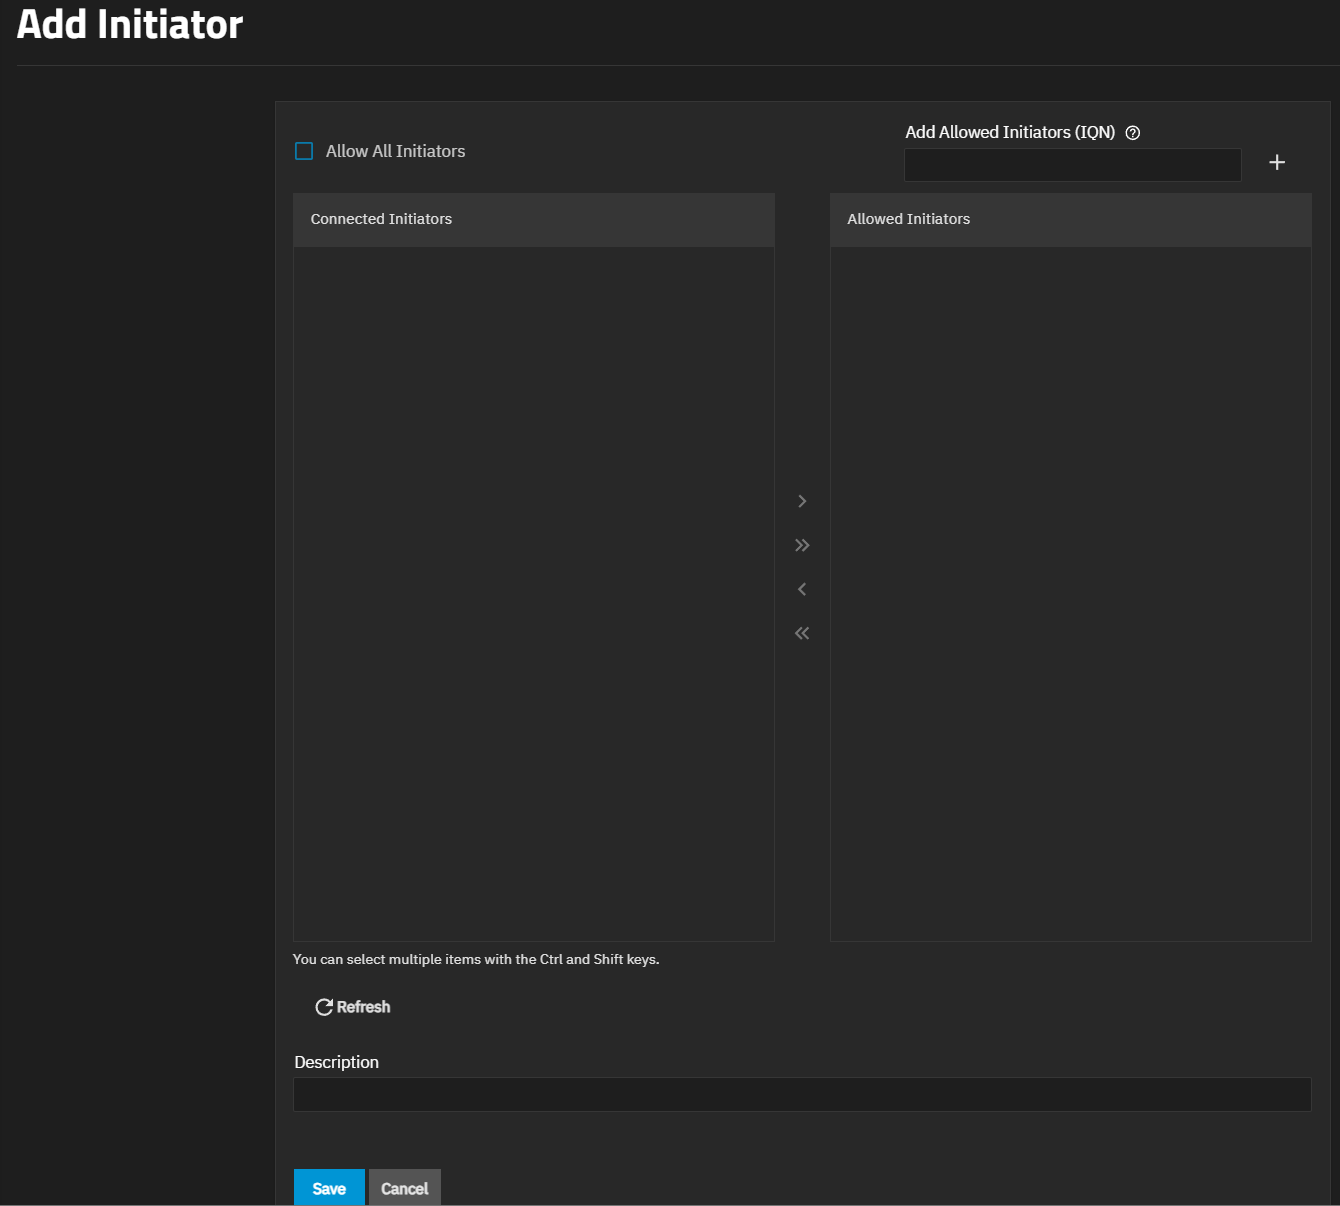 Add Initiator
Allow All Initiators
Add Allowed Initiators (IQN)
Connected Initiators
Allowed Initiators
You can select multiple items with the Ctrl and Shift keys.
Refresh
Description
Save
Cancel